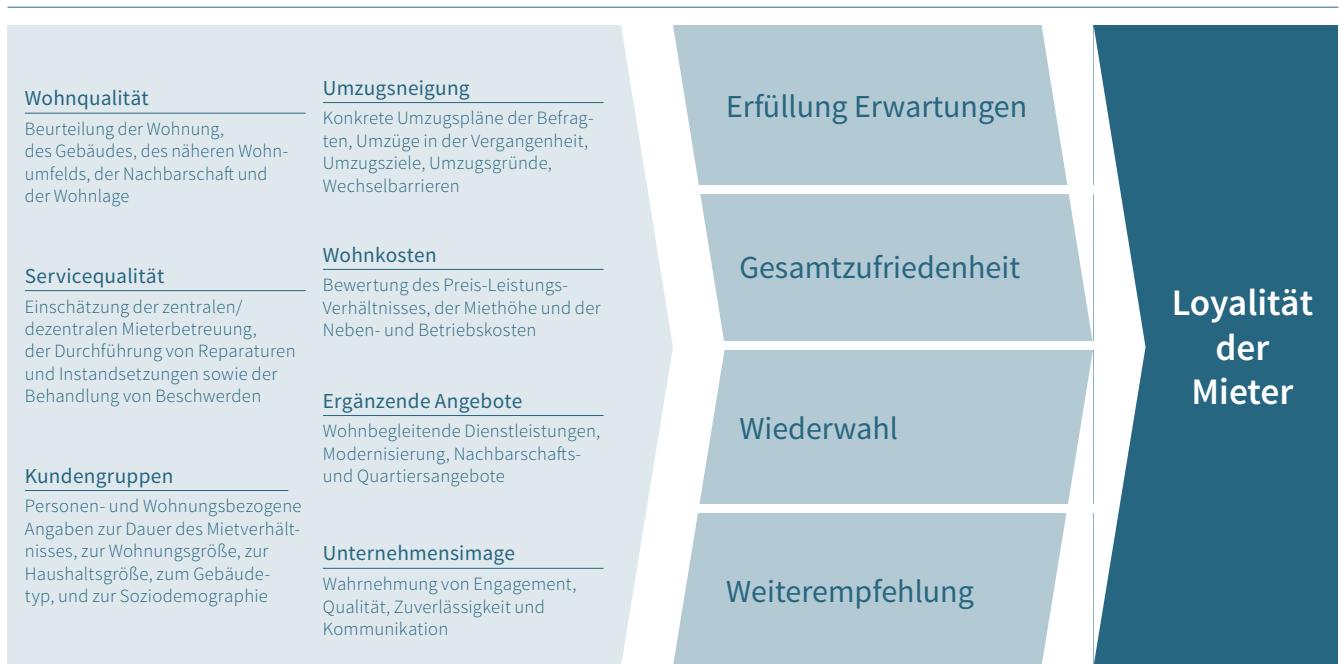 Wohnqualität
Beurteilung der Wohnung,
des Gebäudes, des näheren Wohn-
umfelds, der Nachbarschaft und
der Wohnlage
Servicequalität
Einschätzung der zentralen/
dezentralen Mieterbetreuung,
der Durchführung von Reparaturen
und Instandsetzungen sowie der
Behandlung von Beschwerden
Kundengruppen
Personen- und Wohnungsbezogene
Angaben zur Dauer des Mietverhält-
nisses, zur Wohnungsgröße, zur
Haushaltsgröße, zum Gebäude-
typ, und zur Soziodemographie
Umzugsneigung
Konkrete Umzugspläne der Befrag-
ten, Umzüge in der Vergangenheit,
Umzugsziele, Umzugsgründe,
Wechselbarrieren
Wohnkosten
Bewertung des Preis-Leistungs-
Verhältnisses, der Miethöhe und der
Neben- und Betriebskosten
Ergänzende Angebote
Wohnbegleitende Dienstleistungen,
Modernisierung, Nachbarschafts-
und Quartiersangebote
Unternehmensimage
Wahrnehmung von Engagement,
Qualität, Zuverlässigkeit und
Kommunikation
Erfüllung Erwartungen
Gesamtzufriedenheit
Wiederwahl
Weiterempfehlung
Loyalität
der
Mieter